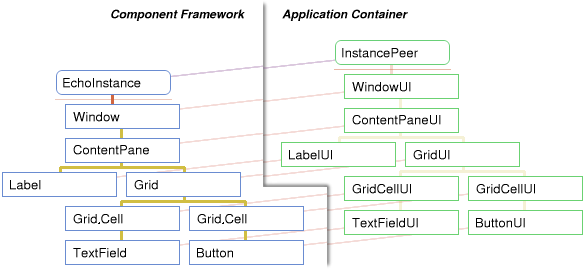 Component Framework
Application Container
EchoInstance
Window
ContentPane
Label
Grid
Grid.Cell
Grid.Cell
TextField
Button
InstancePeer
WindowUI
ContentPaneUI
LabelUI
GridUI
GridCellUI
GridCellUI
TextFieldUI
ButtonUI